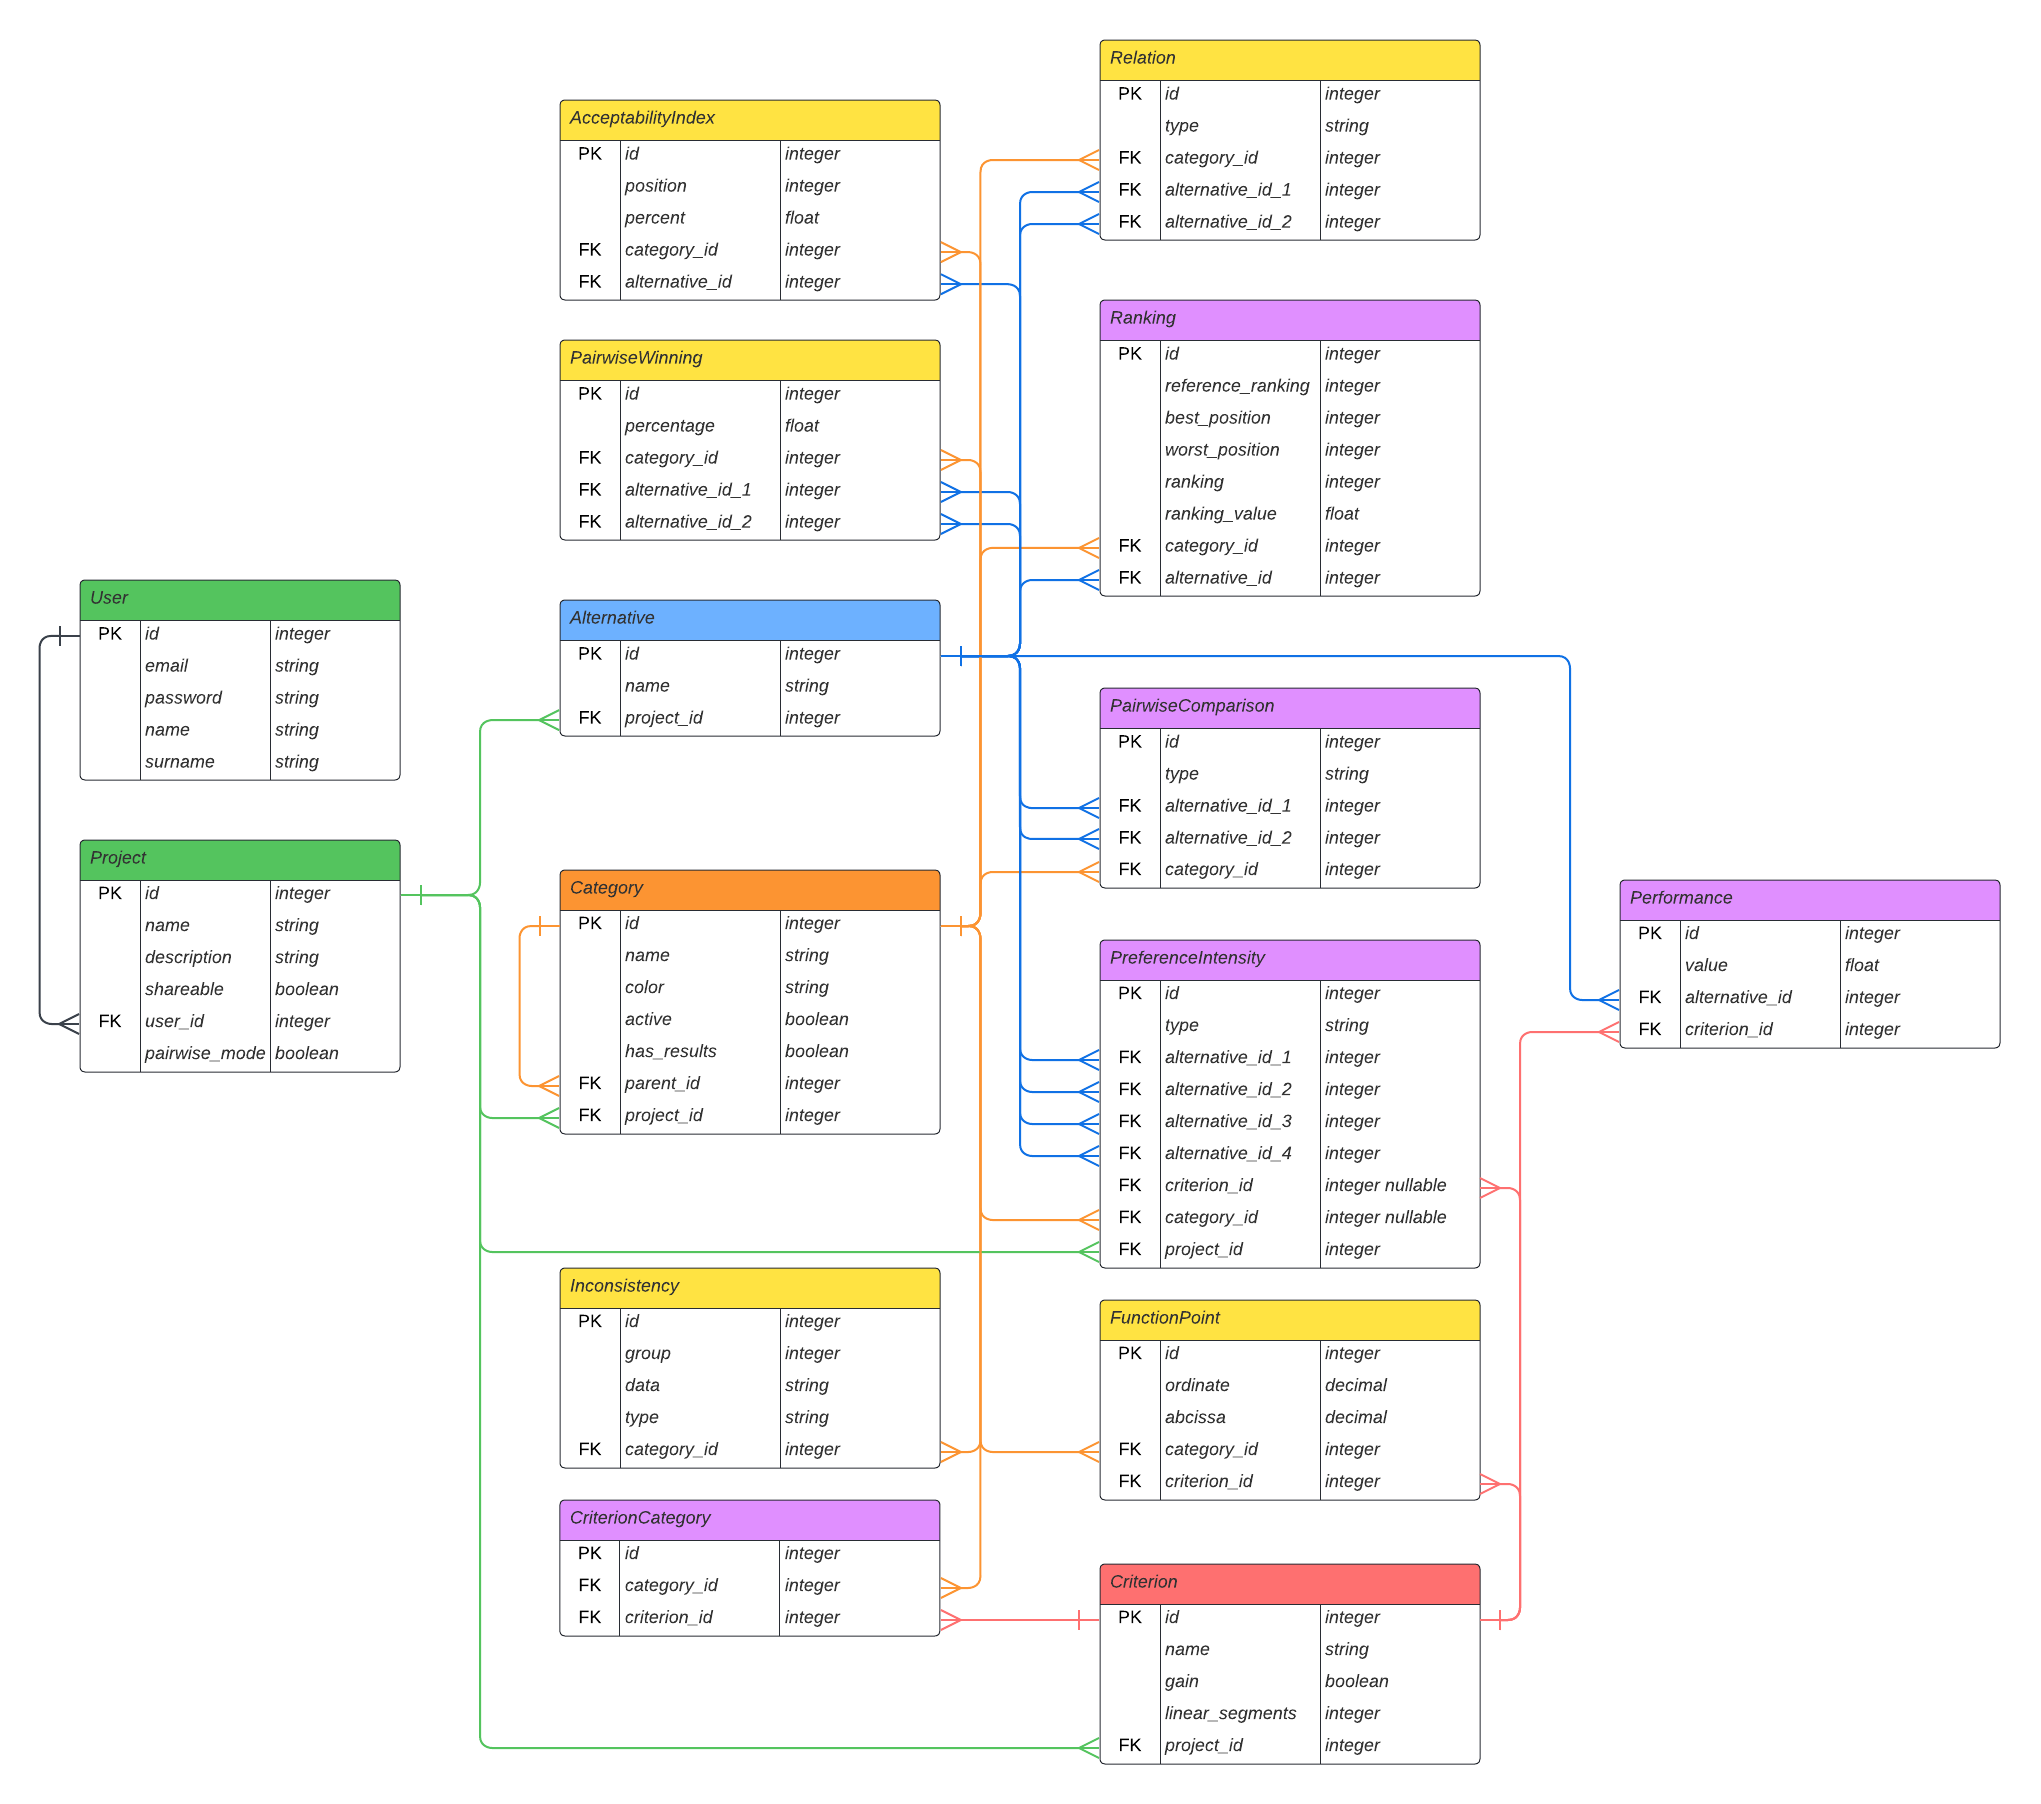 User
PK id integer
email string
password string
name string
surname string
Project
PK id integer
name string
description string
shareable boolean
FK user_id integer
pairwise_mode boolean
AcceptabilityIndex
PK id integer
position integer
percent float
FK category_id integer
FK alternative_id integer
PairwiseWinning
PK id integer
percentage float
FK category_id integer
FK alternative_id_1 integer
FK alternative_id_2 integer
Alternative
PK id integer
name string
FK project_id integer
Category
PK id integer
name string
color string
active boolean
has_results boolean
FK parent_id integer
FK project_id integer
Inconsistency
PK id integer
group integer
data string
type string
FK category_id integer
CriterionCategory
PK id integer
FK category_id integer
FK criterion_id integer
Relation
PK id integer
type string
FK category_id integer
FK alternative_id_1 integer
FK alternative_id_2 integer
Ranking
PK id integer
reference_ranking integer
best_position integer
worst_position integer
ranking integer
ranking_value float
FK category_id integer
FK alternative_id integer
PairwiseComparison
PK id integer
type string
FK alternative_id_1 integer
FK alternative_id_2 integer
FK category_id integer
PreferenceIntensity
PK id integer
type string
FK alternative_id_1 integer
FK alternative_id_2 integer
FK alternative_id_3 integer
FK alternative_id_4 integer
FK criterion_id integer nullable
FK category_id integer nullable
FK project_id integer
FunctionPoint
PK id integer
ordinate decimal
abcissa decimal
FK category_id integer
FK criterion_id integer
Criterion
PK id integer
name string
gain boolean
linear_segments integer
FK project_id integer
Performance
PK id integer
value float
FK alternative_id integer
FK criterion_id integer